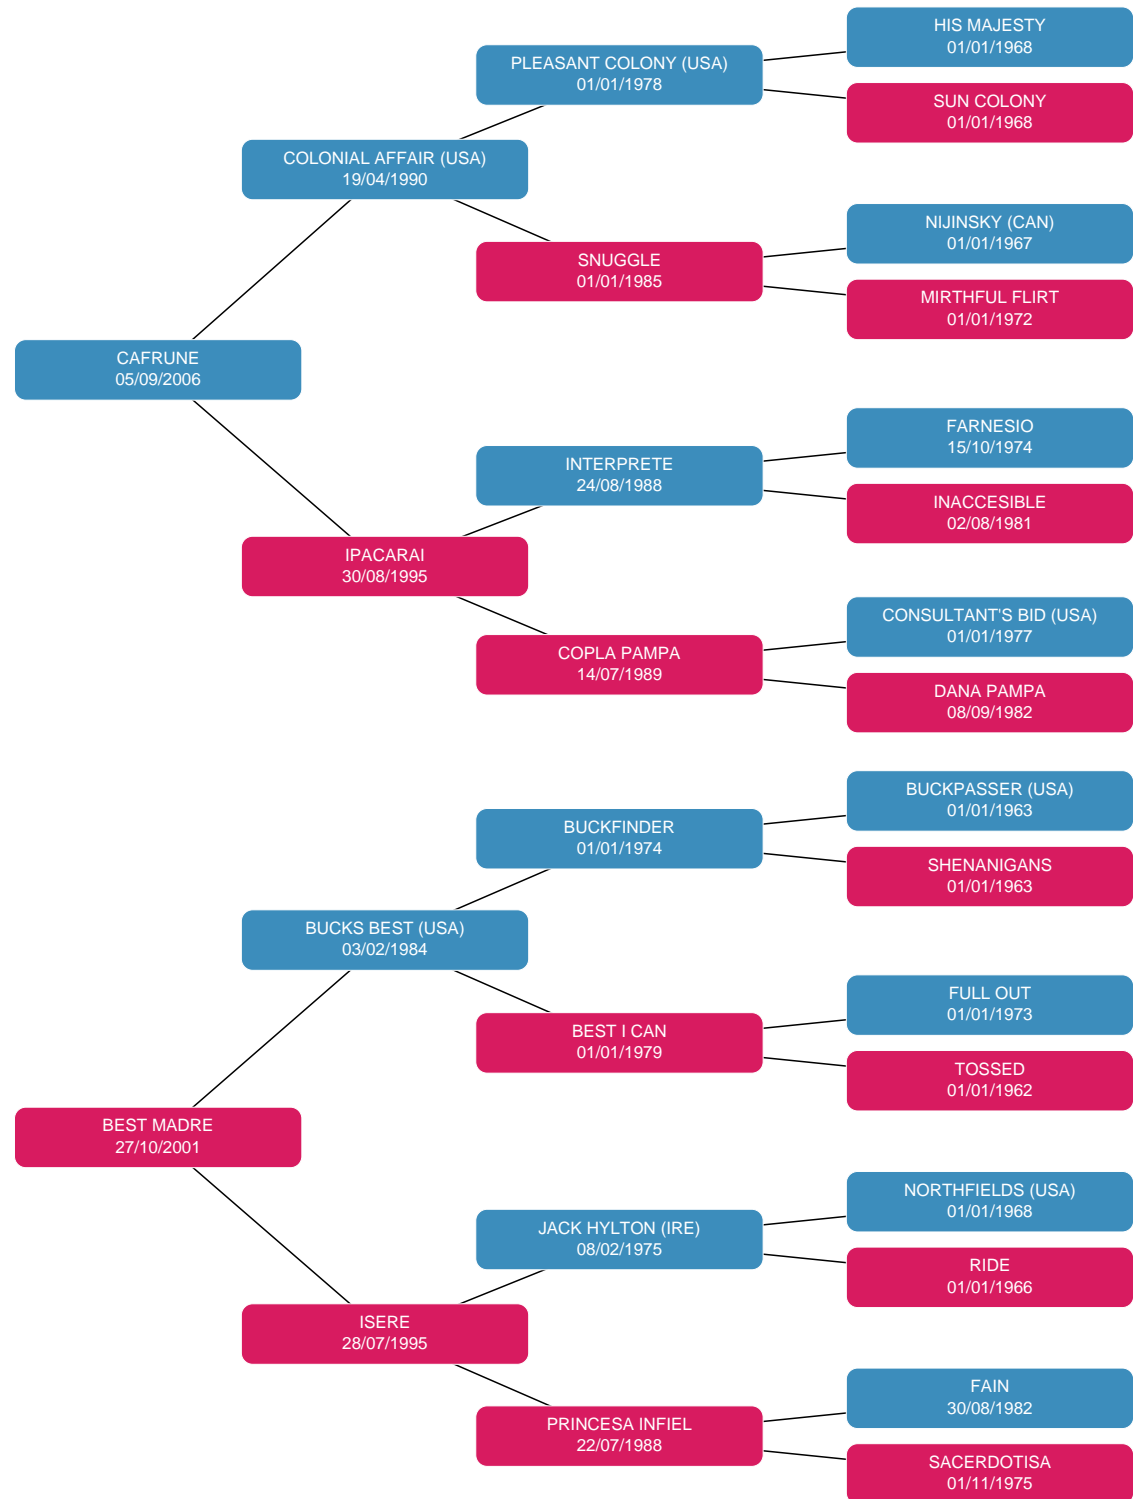 HIS MAJESTY
01/01/1968
PLEASANT COLONY (USA)
01/01/1978
SUN COLONY
01/01/1968
COLONIAL AFFAIR (USA)
19/04/1990
NIJINSKY (CAN)
01/01/1967
SNUGGLE
01/01/1985
MIRTHFUL FLIRT
01/01/1972
CAFRUNE
05/09/2006
FARNESIO
15/10/1974
INTERPRETE
24/08/1988
INACCESIBLE
02/08/1981
IPACARAI
30/08/1995
CONSULTANT'S BID (USA)
01/01/1977
COPLA PAMPA
14/07/1989
DANA PAMPA
08/09/1982
BUCKPASSER (USA)
01/01/1963
BUCKFINDER
01/01/1974
SHENANIGANS
01/01/1963
BUCKS BEST (USA)
03/02/1984
FULL OUT
01/01/1973
BEST I CAN
01/01/1979
TOSSED
01/01/1962
BEST MADRE
27/10/2001
NORTHFIELDS (USA)
01/01/1968
JACK HYLTON (IRE)
08/02/1975
RIDE
01/01/1966
ISERE
28/07/1995
FAIN
30/08/1982
PRINCESA INFIEL
22/07/1988
SACERDOTISA
01/11/1975